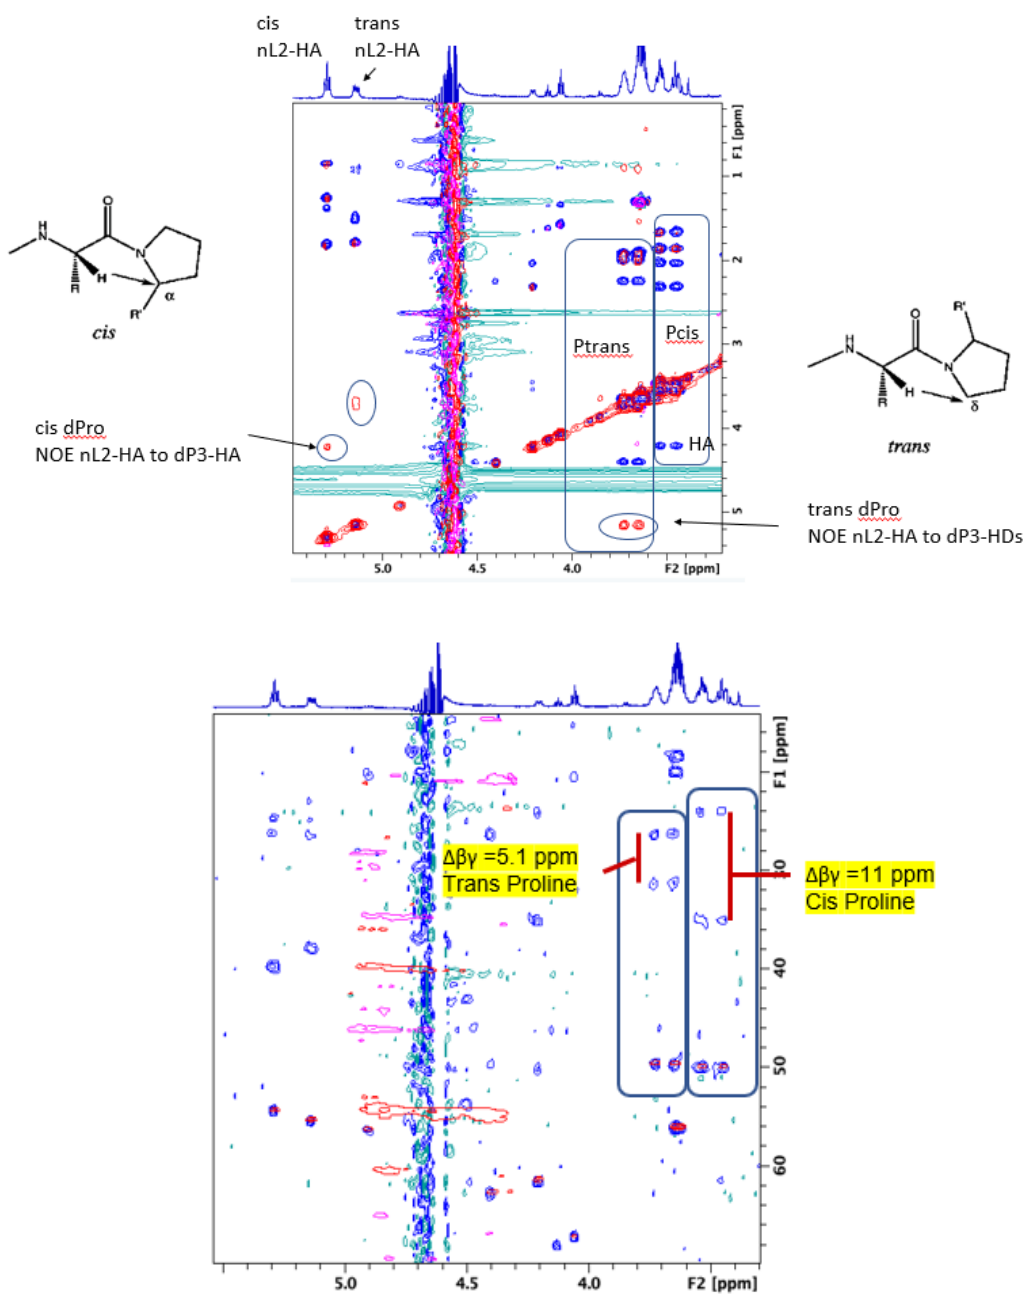 cis
nL2-HA
trans
nL2-HA
F1 [ppm]
1
2
3
4
5
Ptrans
Pcis
HA
H
N
O
N
H
R
α
R'
cis
cis dPro
NOE nL2-HA to dP3-HA
R'
O
H
N
N
H
R
δ
trans
trans dPro
NOE nL2-HA to dP3-HDs
5.0
4.5
4.0
F2 [ppm]
F1 [ppm]
Δβγ =5.1 ppm
Trans Proline
30
Δβγ =11 ppm
Cis Proline
40
50
60
5.0
4.5
4.0
F2 [ppm]